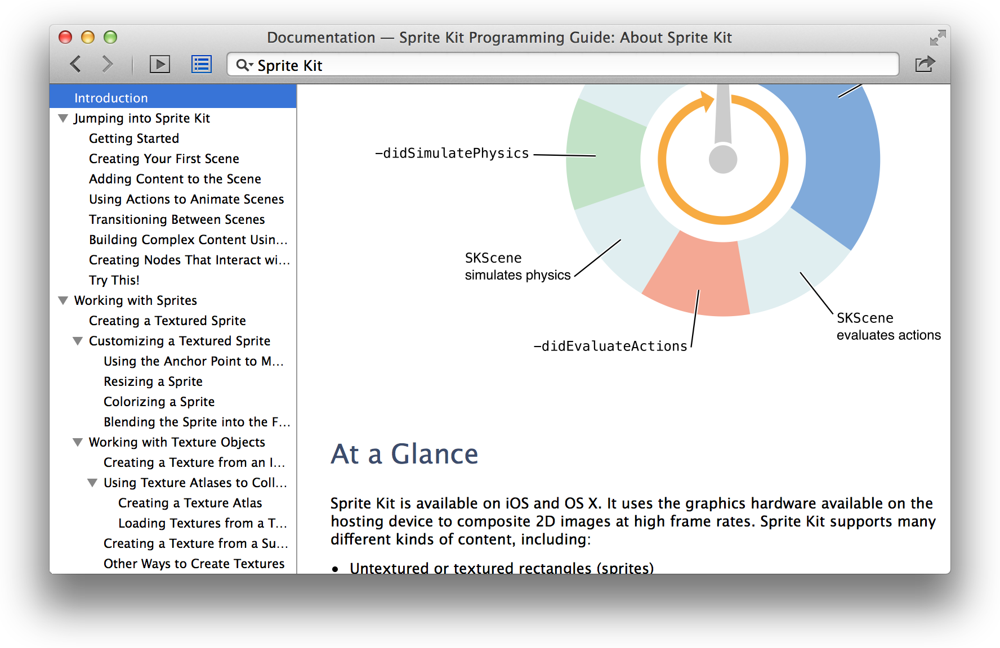 Documentation — Sprite Kit Programming Guide: About Sprite Kit
Sprite Kit
Introduction
Jumping into Sprite Kit
Getting Started
Creating Your First Scene
Adding Content to the Scene
Using Actions to Animate Scenes
Transitioning Between Scenes
Building Complex Content Usin...
Creating Nodes That Interact wi...
Try This!
Working with Sprites
Creating a Textured Sprite
Customizing a Textured Sprite
Using the Anchor Point to M...
Resizing a Sprite
Colorizing a Sprite
Blending the Sprite into the F...
Working with Texture Objects
Creating a Texture from an I...
Using Texture Atlases to Coll...
Creating a Texture Atlas
Loading Textures from a T...
Creating a Texture from a Su...
Other Ways to Create Textures
-didSimulatePhysics
SKScene
simulates physics
-didEvaluateActions
SKScene
evaluates actions
At a Glance
Sprite Kit is available on iOS and OS X. It uses the graphics hardware available on the
hosting device to composite 2D images at high frame rates. Sprite Kit supports many
different kinds of content, including:
• Untextured or textured rectangles (sprites)